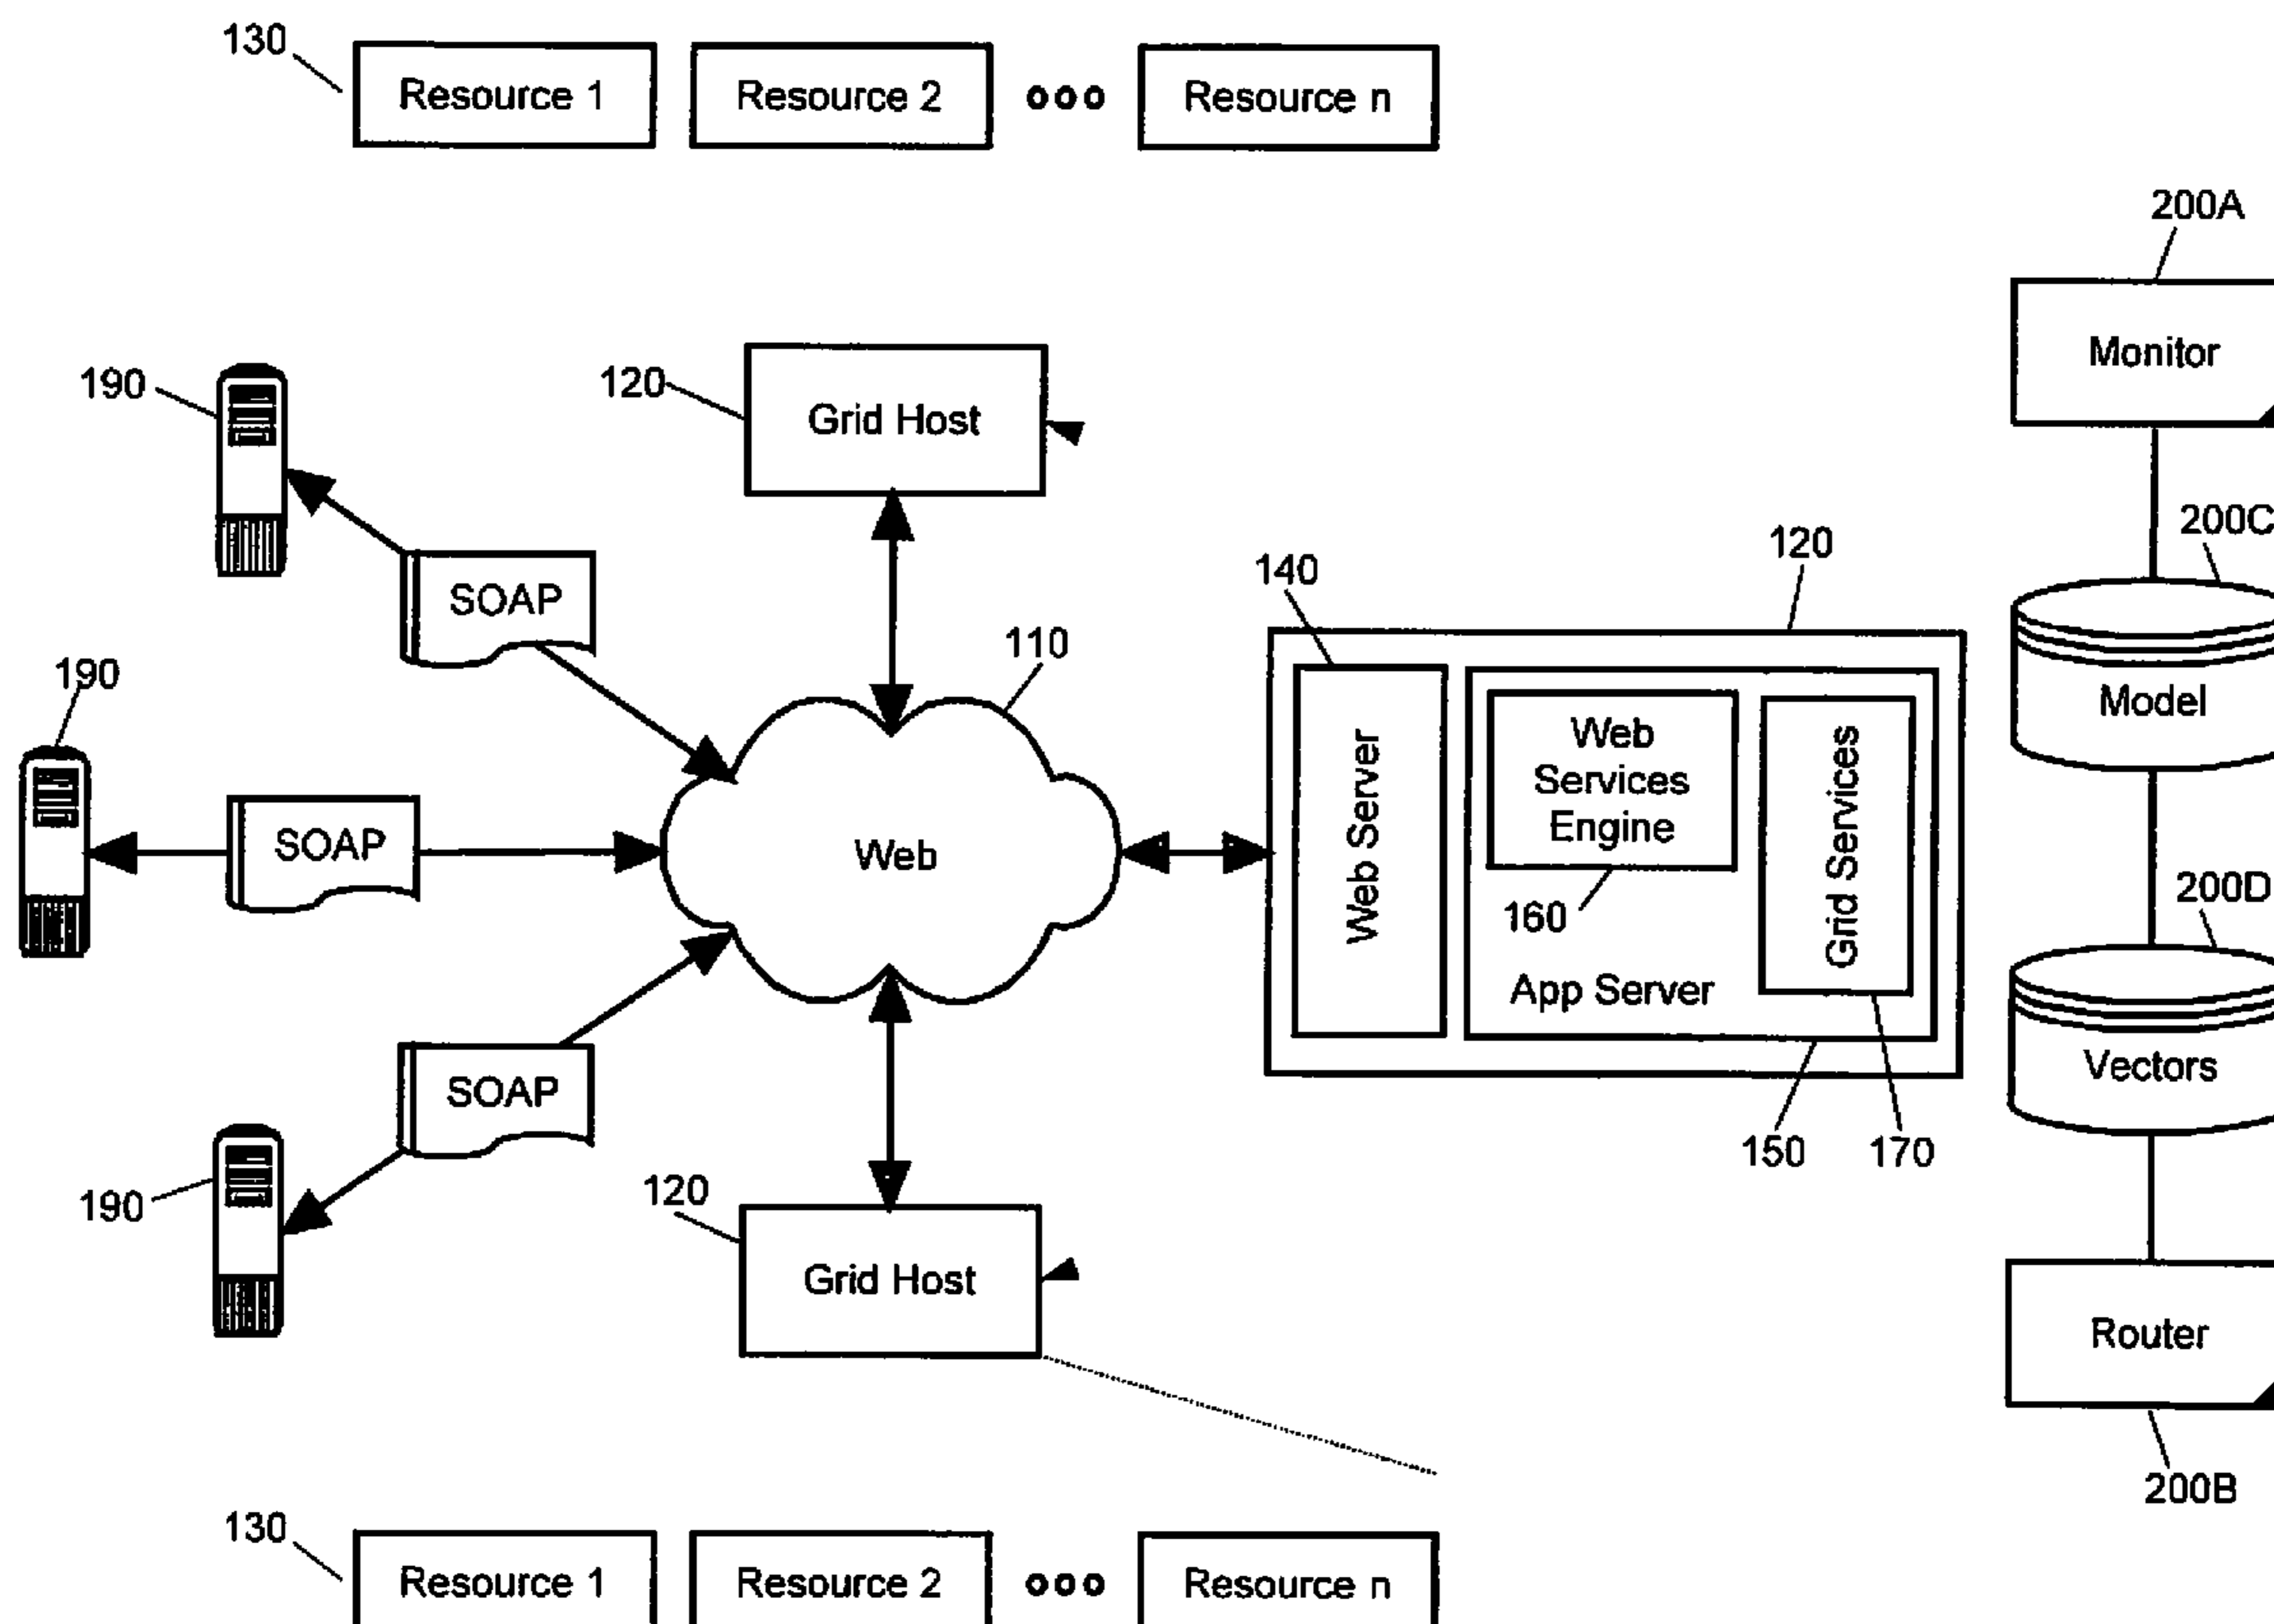 130
Resource 1
Resource 2
ooo
Resource n
200A
Monitor
190
120
Grid Host
200C
120
140
SOAP
110
190
Web Server
Web
Services
Engine
Grid Services
Model
SOAP
Web
160
200D
App Server
SOAP
Vectors
190
120
150
170
Grid Host
Router
200B
130
Resource 1
Resource 2
ooo
Resource n